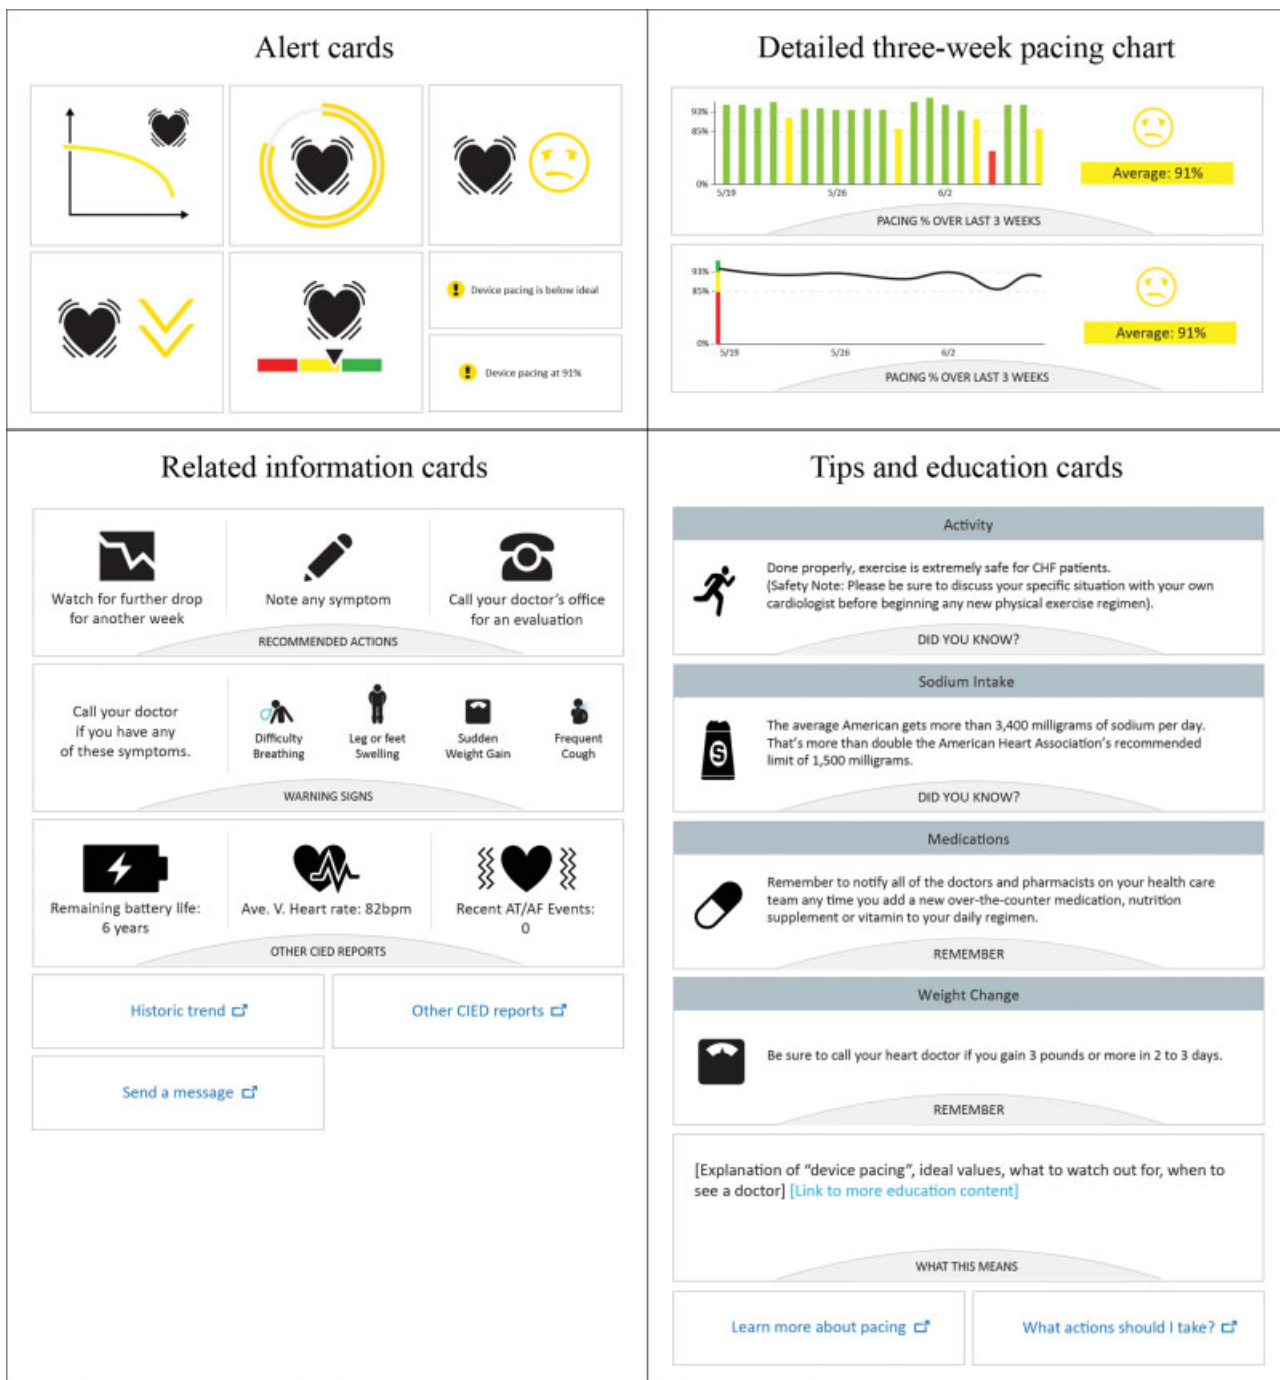 Alert cards
Device pacing is below ideal
Device pacing at 91%
Detailed three-week pacing chart
93%
85%
0%
5/19
5/26
6/2
Average: 91%
PACING % OVER LAST 3 WEEKS
93%
85%
0%
5/19
5/26
6/2
Average: 91%
PACING % OVER LAST 3 WEEKS
Related information cards
Watch for further drop
for another week
Note any symptom
Call your doctor's office
for an evaluation
RECOMMENDED ACTIONS
Call your doctor
if you have any
of these symptoms.
Difficulty
Breathing
Leg or feet
Swelling
Sudden
Weight Gain
Frequent
Cough
WARNING SIGNS
Remaining battery life:
6 years
Ave. V. Heart rate: 82bpm
Recent AT/AF Events:
0
OTHER CIED REPORTS
Historic trend
Other CIED reports
Send a message
Tips and education cards
Activity
Done properly, exercise is extremely safe for CHF patients.
(Safety Note: Please be sure to discuss your specific situation with your own
cardiologist before beginning any new physical exercise regimen).
DID YOU KNOW?
Sodium Intake
S
The average American gets more than 3,400 milligrams of sodium per day.
That's more than double the American Heart Association's recommended
limit of 1,500 milligrams.
DID YOU KNOW?
Medications
Remember to notify all of the doctors and pharmacists on your health care
team any time you add a new over-the-counter medication, nutrition
supplement or vitamin to your daily regimen.
REMEMBER
Weight Change
Be sure to call your heart doctor if you gain 3 pounds or more in 2 to 3 days.
REMEMBER
[Explanation of "device pacing", ideal values, what to watch out for, when to
see a doctor] [Link to more education content]
WHAT THIS MEANS
Learn more about pacing
What actions should I take?